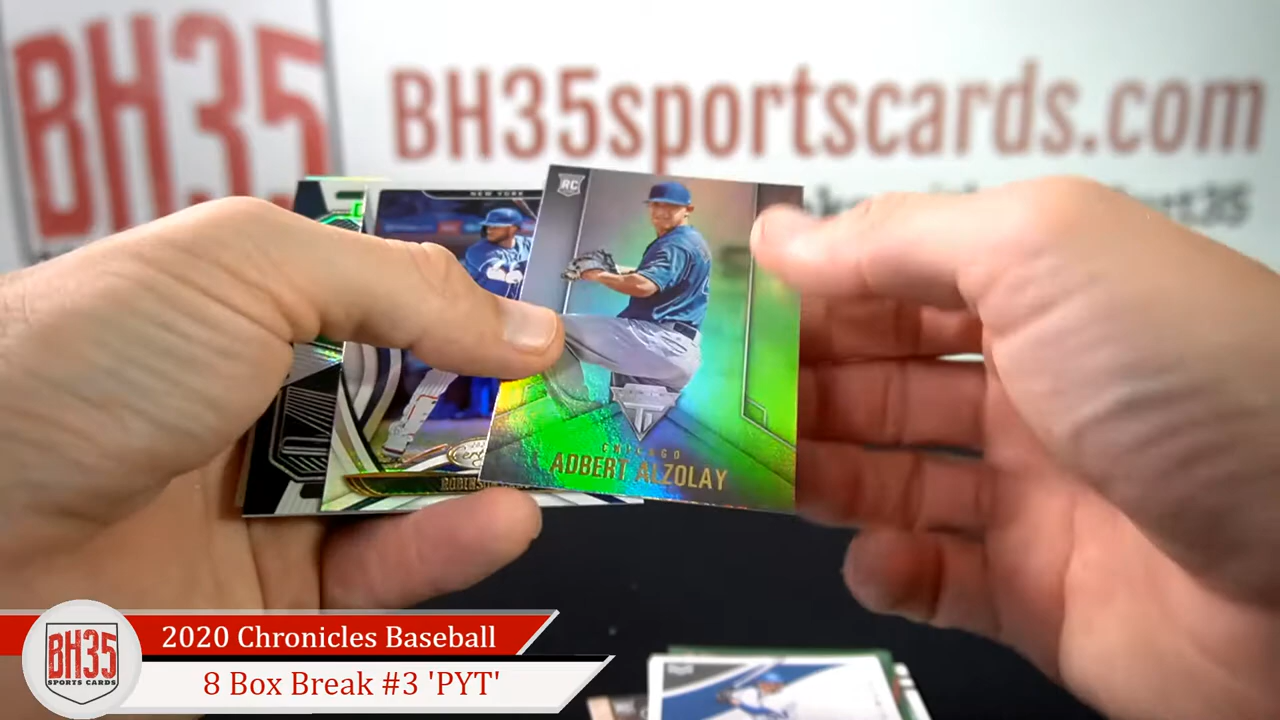 BH35
BH35sportscards.com
RC
NEW YORK
CHICAGO
ADBERT ALZOLAY
BH35
SPORTS CARDS
2020 Chronicles Baseball
8 Box Break #3 'PYT'